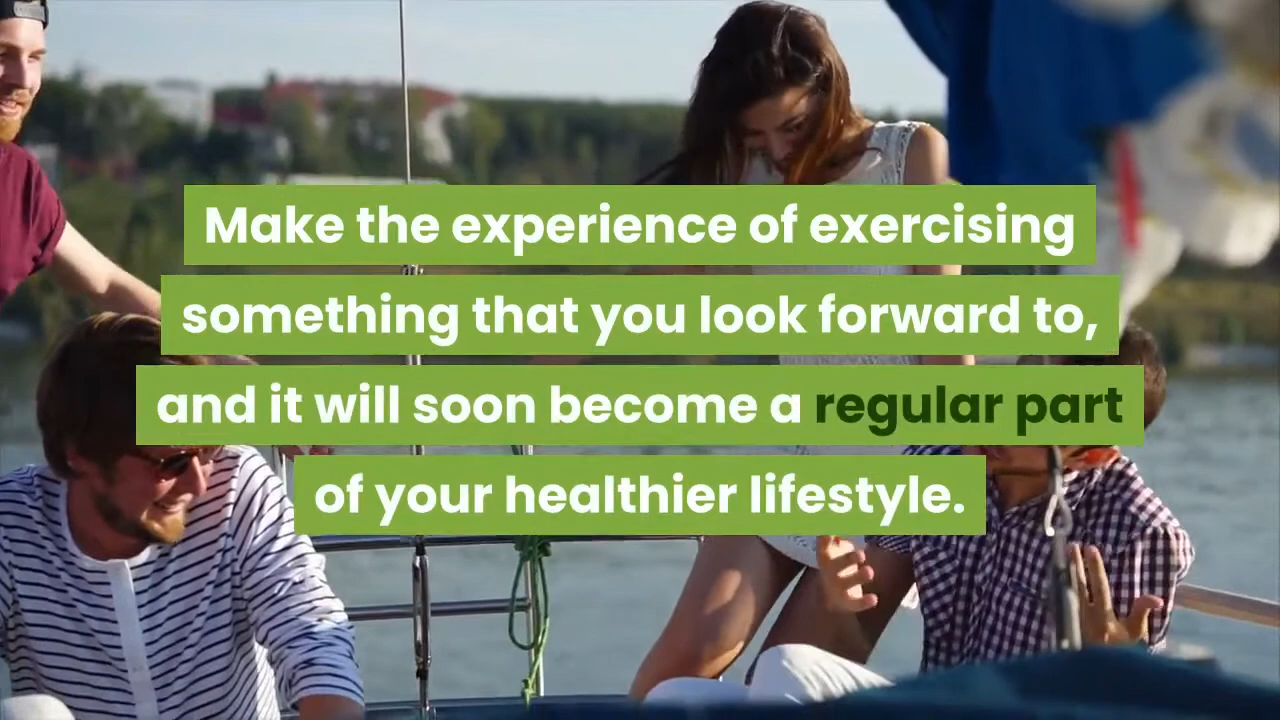 Make the experience of exercising
something that you look forward to,
and it will soon become a regular part
of your healthier lifestyle.